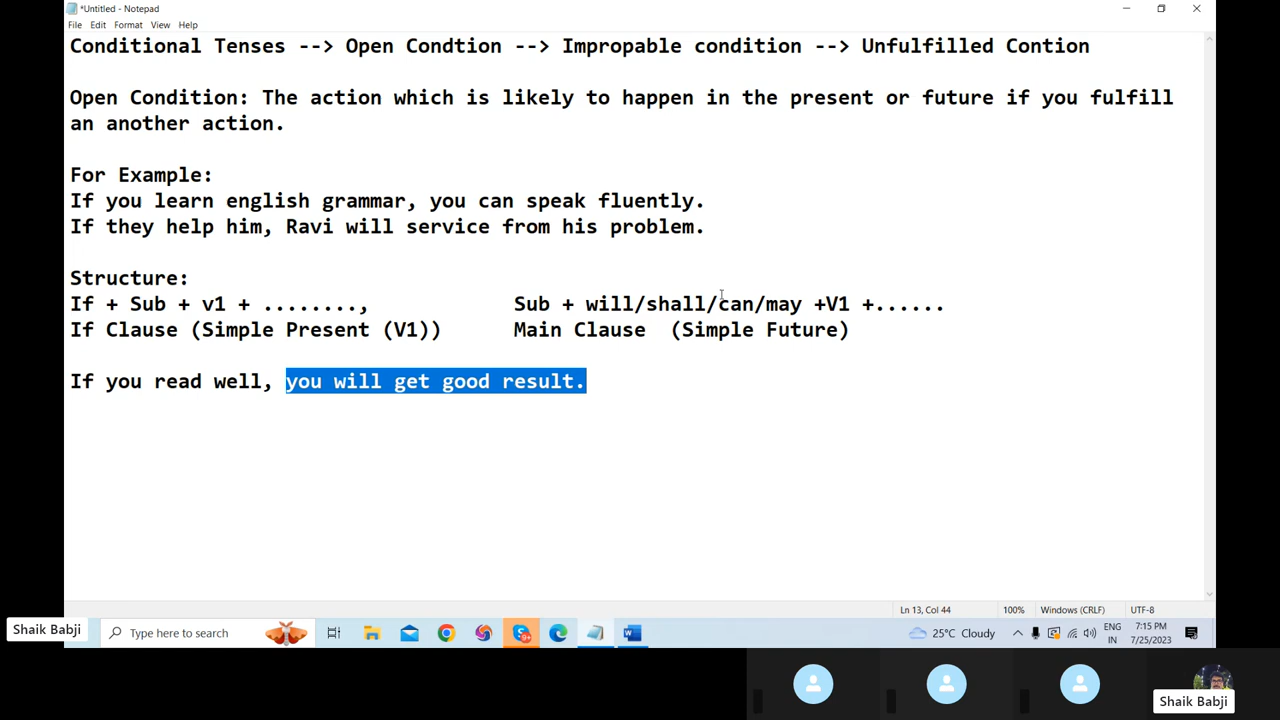 *Untitled - Notepad
File Edit Format View Help
Conditional Tenses --> Open Condtion --> Impropable condition --> Unfulfilled Contion
Open Condition: The action which is likely to happen in the present or future if you fulfill
an another action.
For Example:
If you learn english grammar, you can speak fluently.
If they help him, Ravi will service from his problem.
Structure:
If + Sub + v1 + ........, Sub + will/shall/can/may +V1 +......
If Clause (Simple Present (V1)) Main Clause (Simple Future)
If you read well, you will get good result.
Ln 13, Col 44 100% Windows (CRLF) UTF-8
Shaik Babji
Type here to search
25°C Cloudy
ENG
IN
7:15 PM
7/25/2023
Shaik Babji